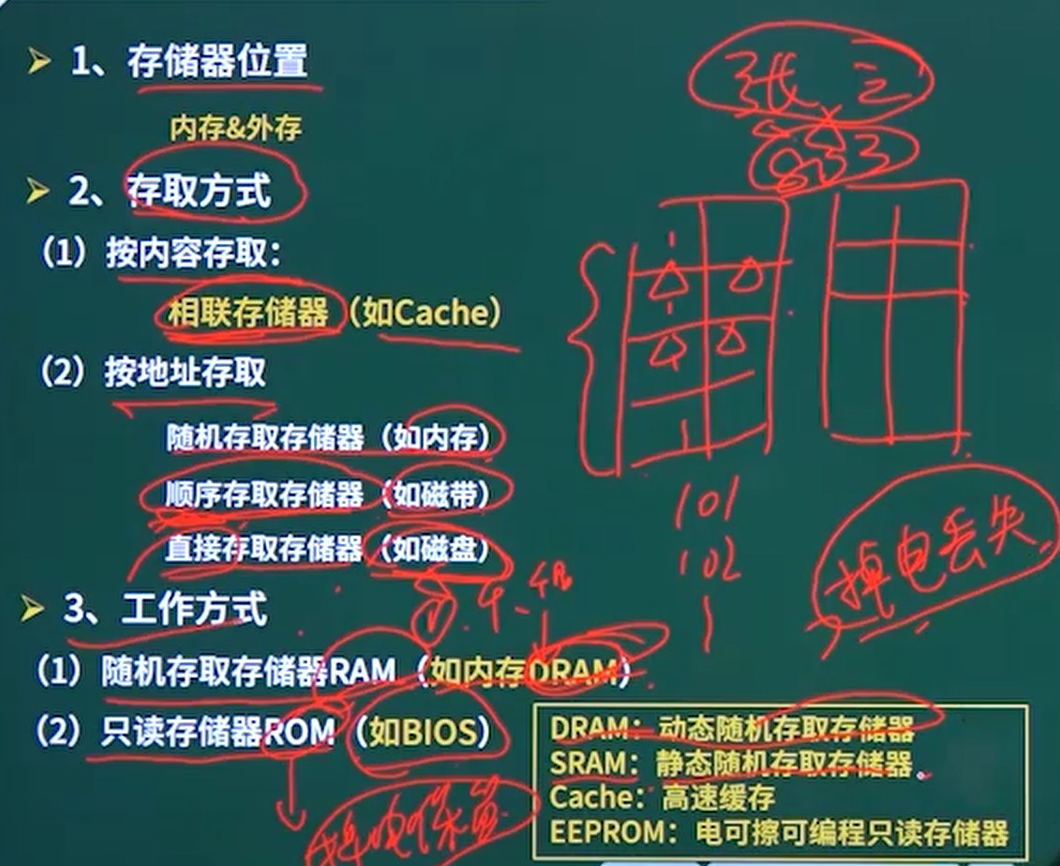 ➢ 1、存储器位置
内存&外存
➢ 2、存取方式
（1）按内容存取：
相联存储器（如Cache）
（2）按地址存取
随机存取存储器（如内存）
顺序存取存储器（如磁带）
直接存取存储器（如磁盘）
➢ 3、工作方式
（1）随机存取存储器RAM（如内存DRAM）
（2）只读存储器ROM（如BIOS）
DRAM：动态随机存取存储器
SRAM：静态随机存取存储器。
Cache：高速缓存
EEPROM：电可擦可编程只读存储器
张 三
833
101
102
掉电丢失